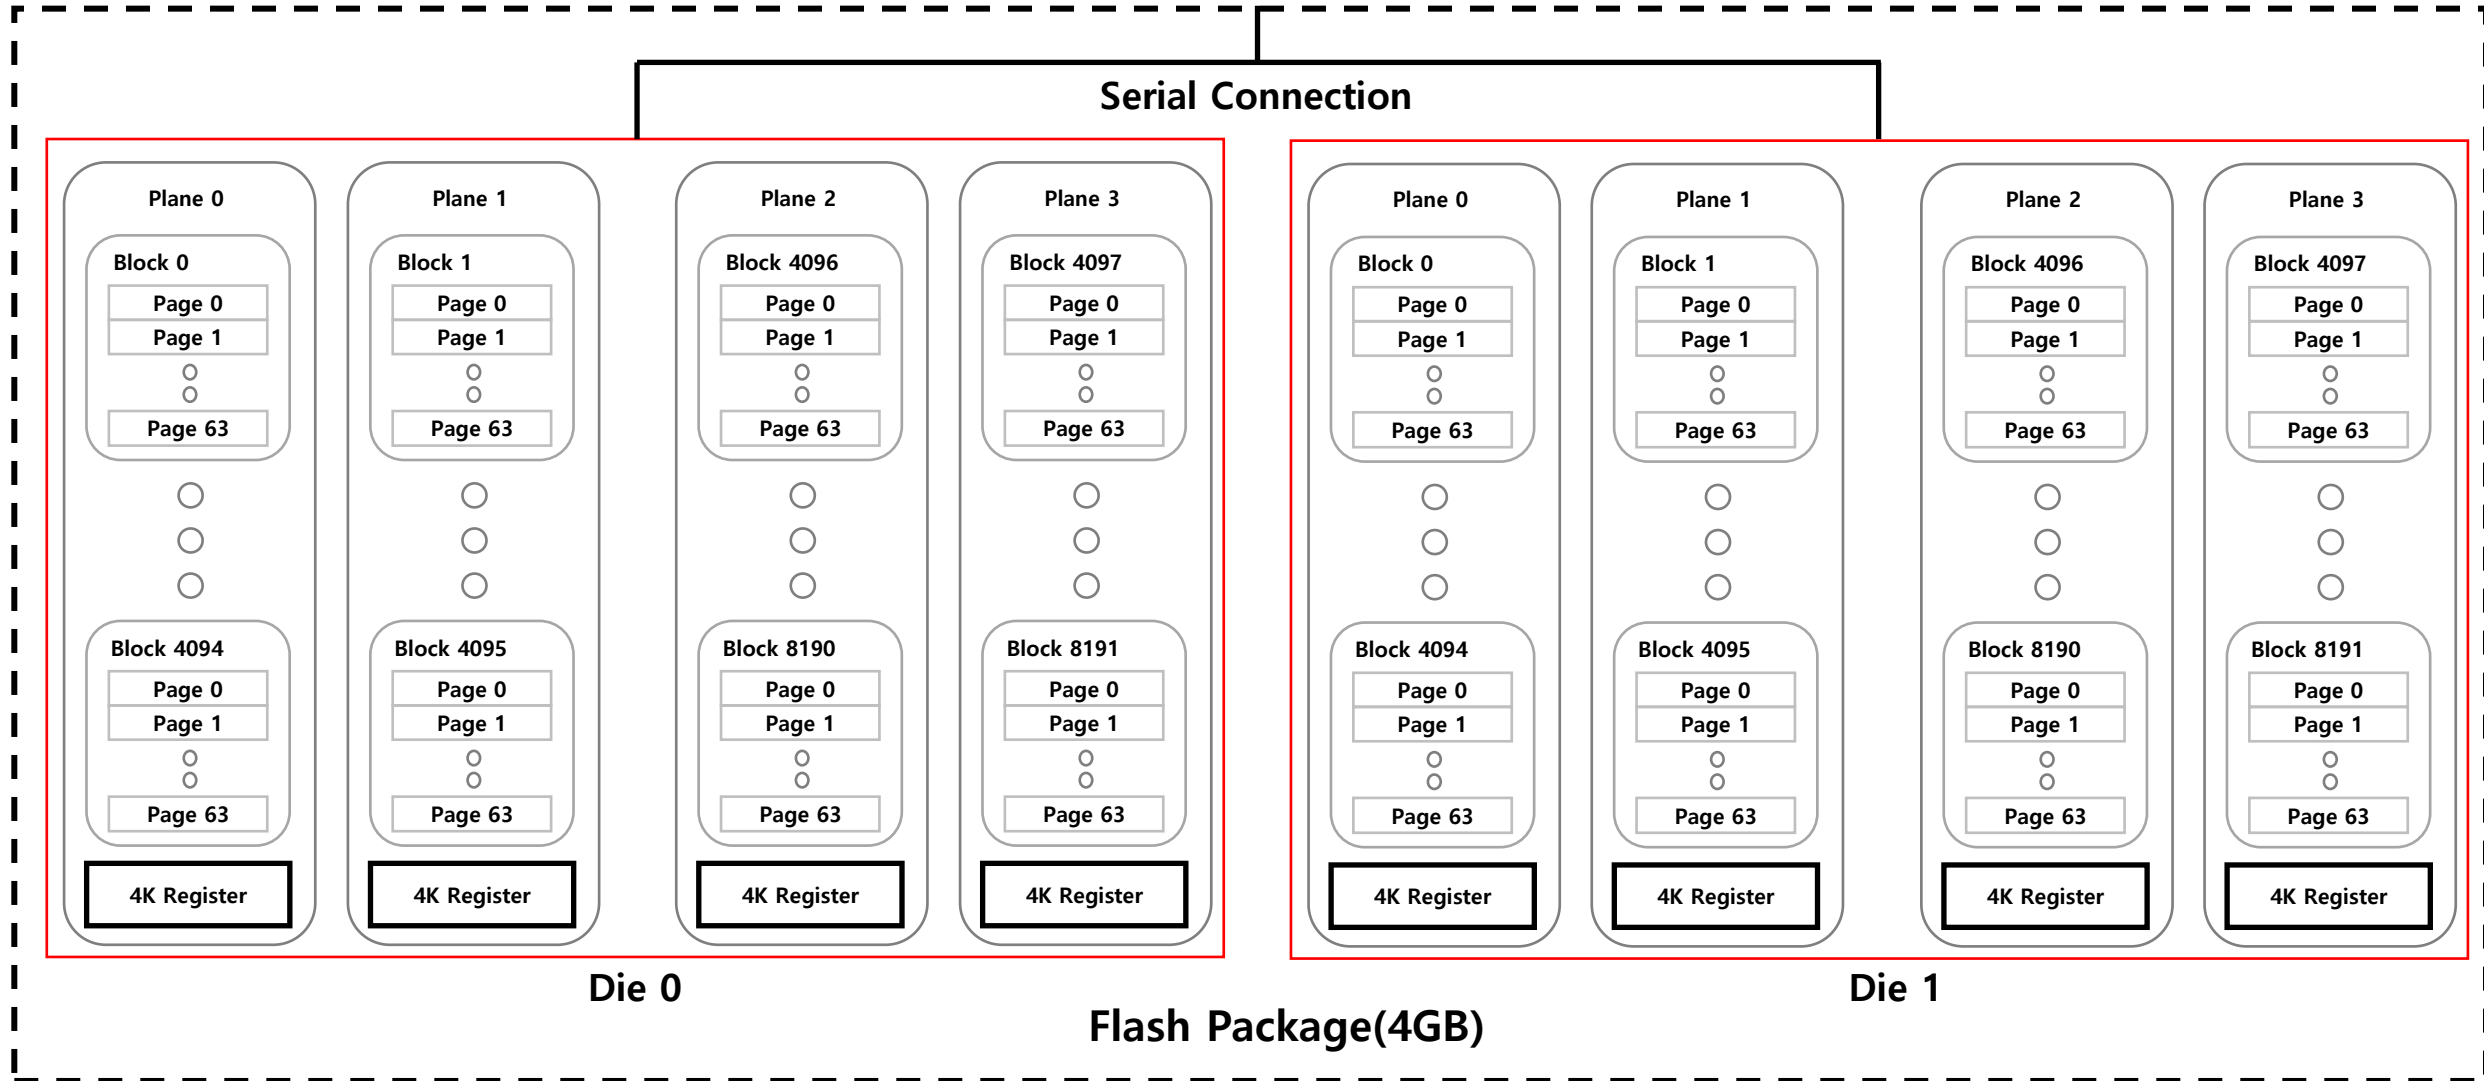 Serial Connection
Plane 0
Block 0
Page 0
Page 1
Page 63
Block 4094
Page 0
Page 1
Page 63
4K Register
Plane 1
Block 1
Page 0
Page 1
Page 63
Block 4095
Page 0
Page 1
Page 63
4K Register
Plane 2
Block 4096
Page 0
Page 1
Page 63
Block 8190
Page 0
Page 1
Page 63
4K Register
Plane 3
Block 4097
Page 0
Page 1
Page 63
Block 8191
Page 0
Page 1
Page 63
4K Register
Die 0
Plane 0
Block 0
Page 0
Page 1
Page 63
Block 4094
Page 0
Page 1
Page 63
4K Register
Plane 1
Block 1
Page 0
Page 1
Page 63
Block 4095
Page 0
Page 1
Page 63
4K Register
Plane 2
Block 4096
Page 0
Page 1
Page 63
Block 8190
Page 0
Page 1
Page 63
4K Register
Plane 3
Block 4097
Page 0
Page 1
Page 63
Block 8191
Page 0
Page 1
Page 63
4K Register
Die 1
Flash Package(4GB)